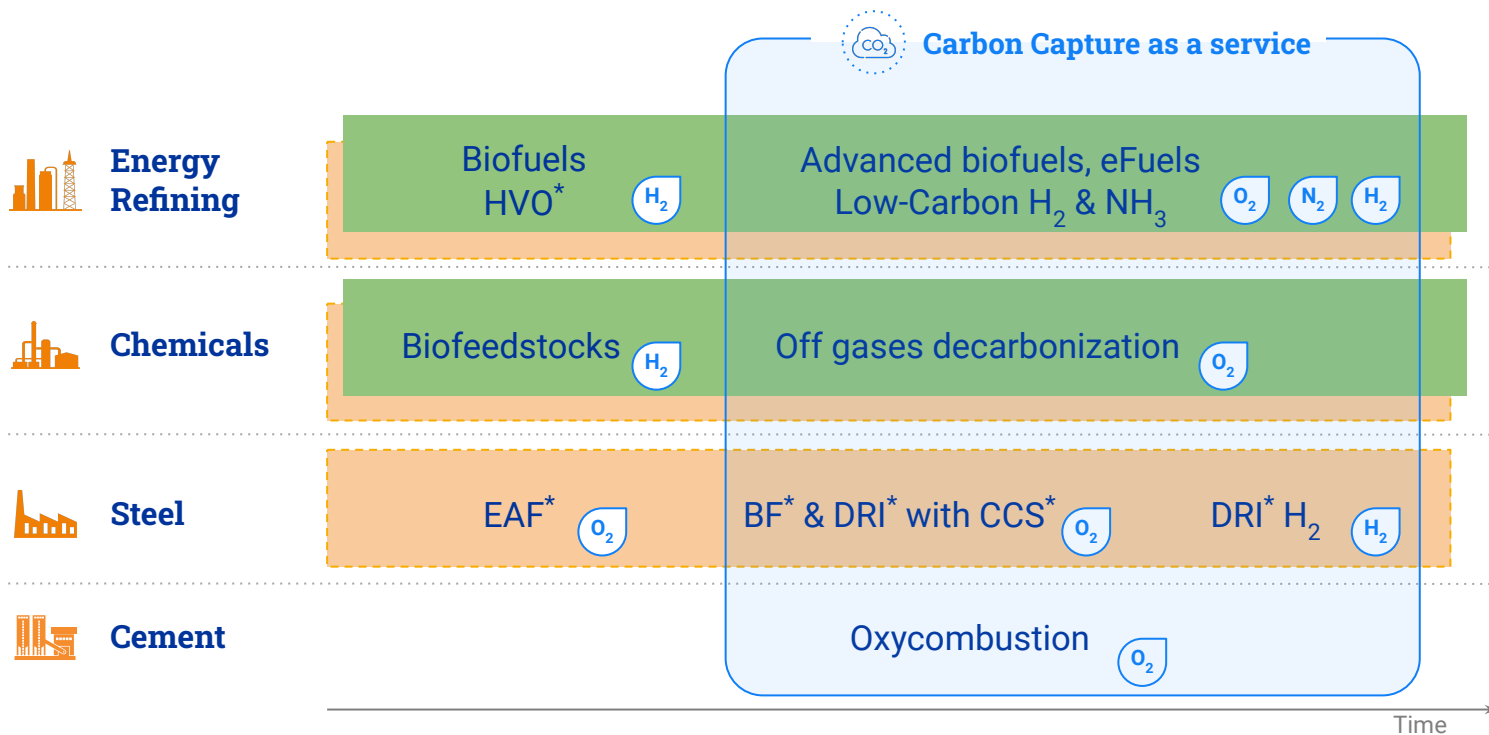 CO₂ Carbon Capture as a service
Energy
Refining
Biofuels
HVO* H₂
Advanced biofuels, eFuels
Low-Carbon H₂ & NH₃ O₂ N₂ H₂
Chemicals
Biofeedstocks H₂
Off gases decarbonization O₂
Steel
EAF* O₂
BF* & DRI* with CCS* O₂
DRI* H₂ H₂
Cement
Oxycombustion O₂
Time